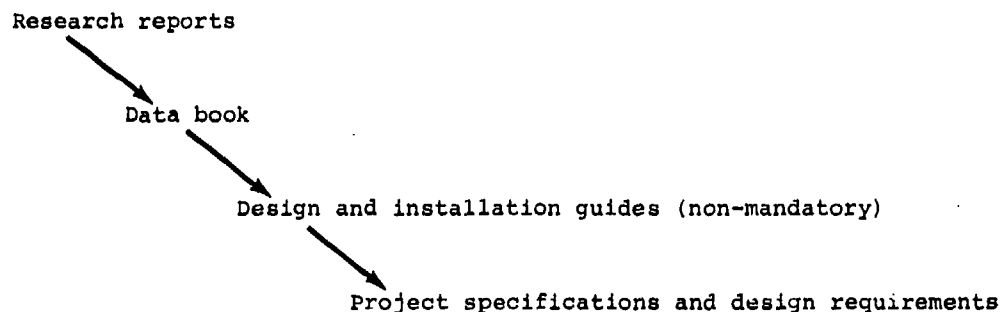 Research reports
Data book
Design and installation guides (non-mandatory)
Project specifications and design requirements